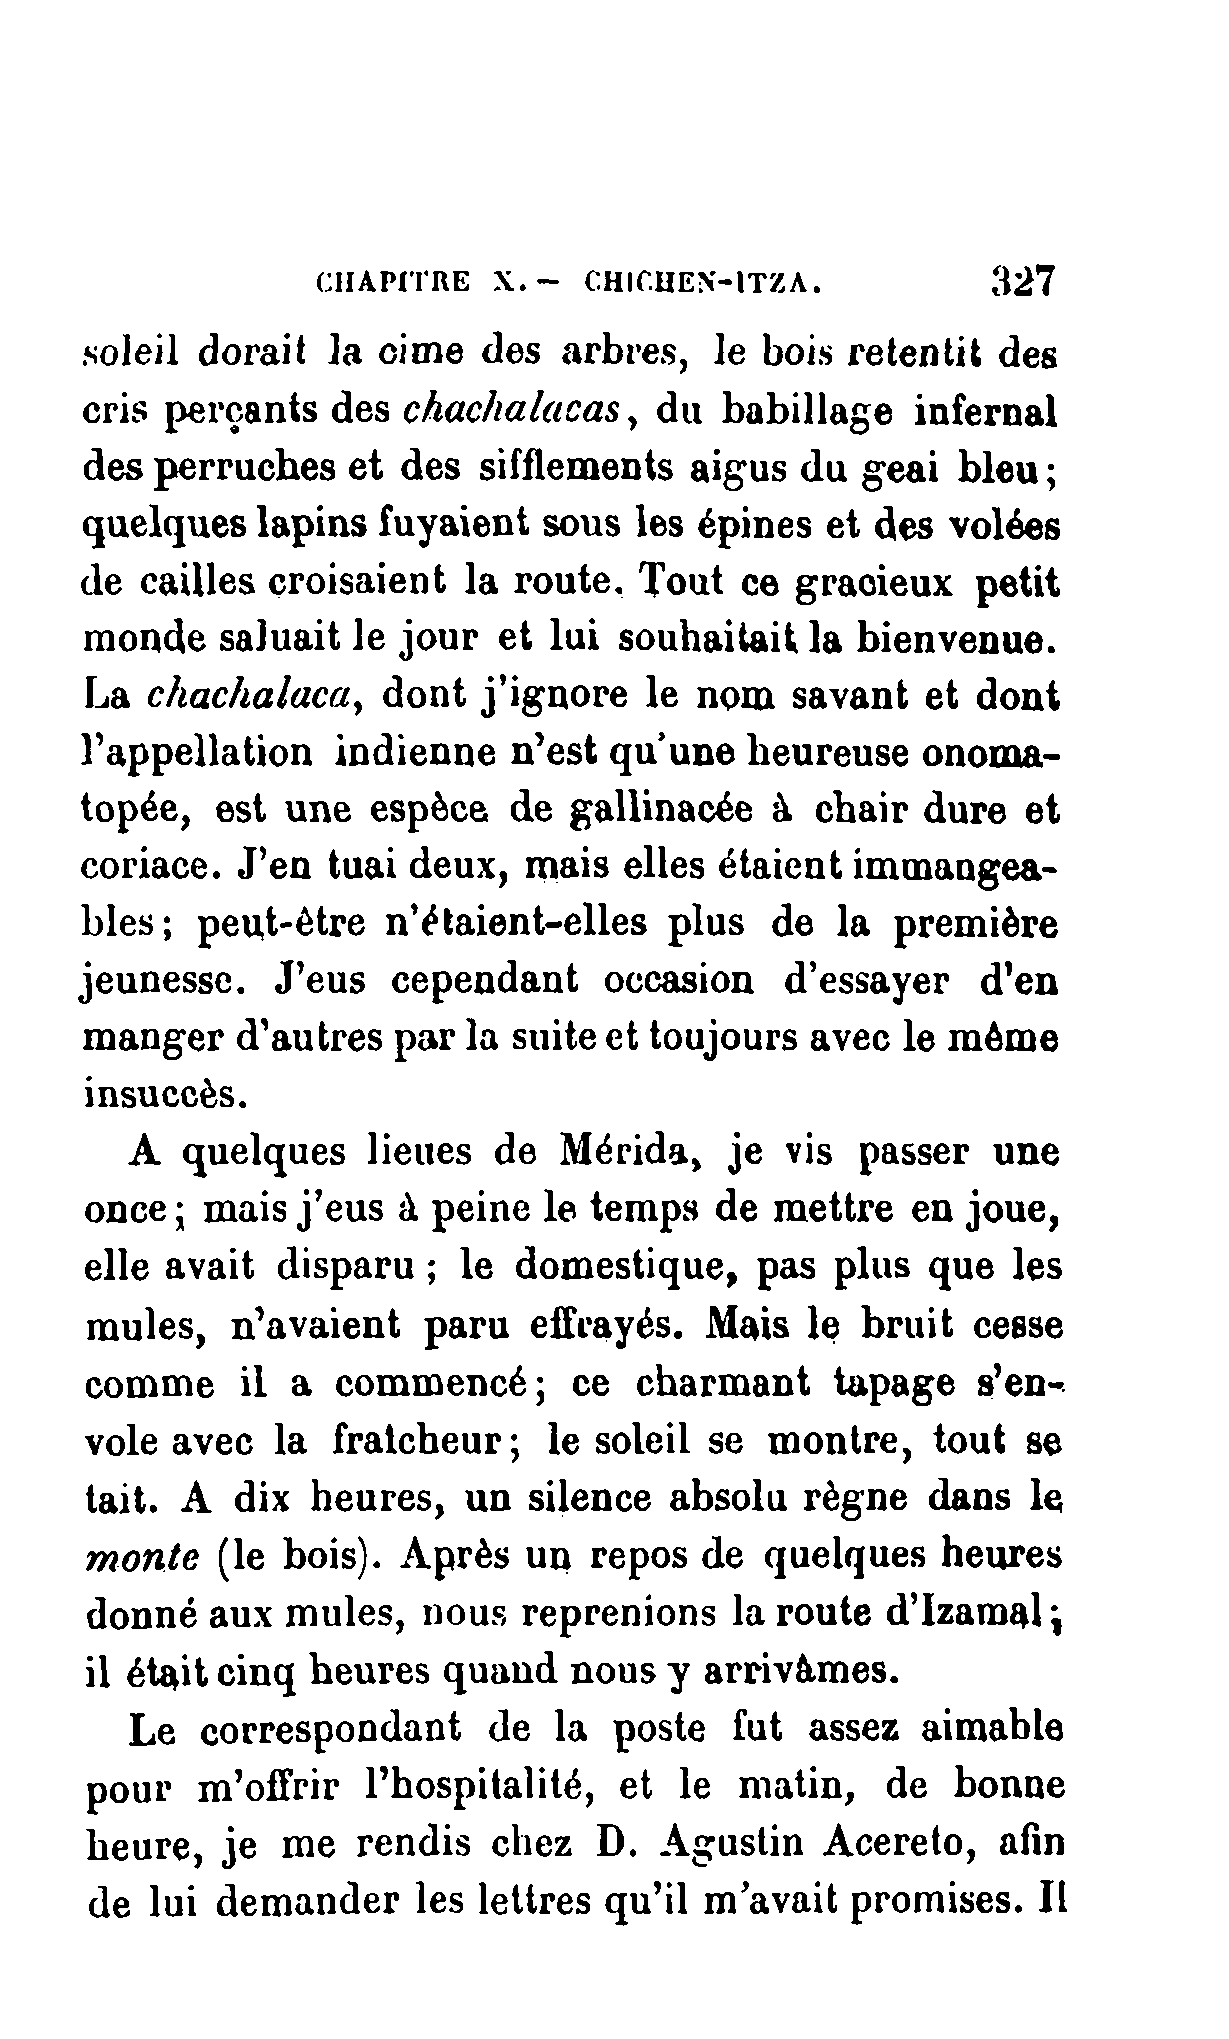 CHAPITRE X. — CHICHEN-ITZA. 327
soleil dorait la cime des arbres, le bois retentit des
cris perçants des chachalacas, du babillage infernal
des perruches et des sifflements aigus du geai bleu;
quelques lapins fuyaient sous les épines et des volées
de cailles croisaient la route. Tout ce gracieux petit
monde saluait le jour et lui souhaitait la bienvenue.
La chachalaca, dont j'ignore le nom savant et dont
l'appellation indienne n'est qu'une heureuse onoma-
topée, est une espèce de gallinacée à chair dure et
coriace. J'en tuai deux, mais elles étaient immangea-
bles; peut-être n'étaient-elles plus de la première
jeunesse. J'eus cependant occasion d'essayer d'en
manger d'autres par la suite et toujours avec le même
insuccès.
A quelques lieues de Mérida, je vis passer une
once; mais j'eus à peine le temps de mettre en joue,
elle avait disparu; le domestique, pas plus que les
mules, n'avaient paru effrayés. Mais le bruit cesse
comme il a commencé; ce charmant tapage s'en-
vole avec la fraîcheur; le soleil se montre, tout se
tait. A dix heures, un silence absolu règne dans le
monte (le bois). Après un repos de quelques heures
donné aux mules, nous reprenions la route d'Izamal;
il était cinq heures quand nous y arrivâmes.
Le correspondant de la poste fut assez aimable
pour m'offrir l'hospitalité, et le matin, de bonne
heure, je me rendis chez D. Agustin Acereto, afin
de lui demander les lettres qu'il m'avait promises. Il